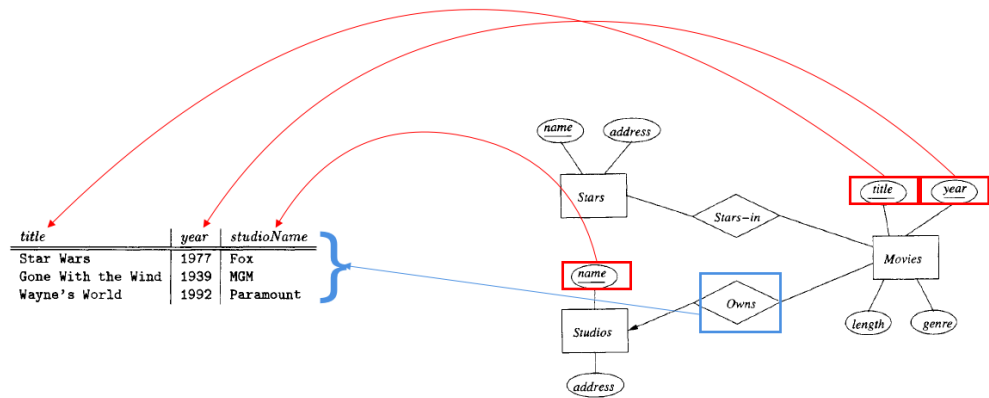 title year studioName
Star Wars 1977 Fox
Gone With the Wind 1939 MGM
Wayne's World 1992 Paramount
name address
Stars
Stars-in
title year
Movies
length genre
name
Owns
Studios
address